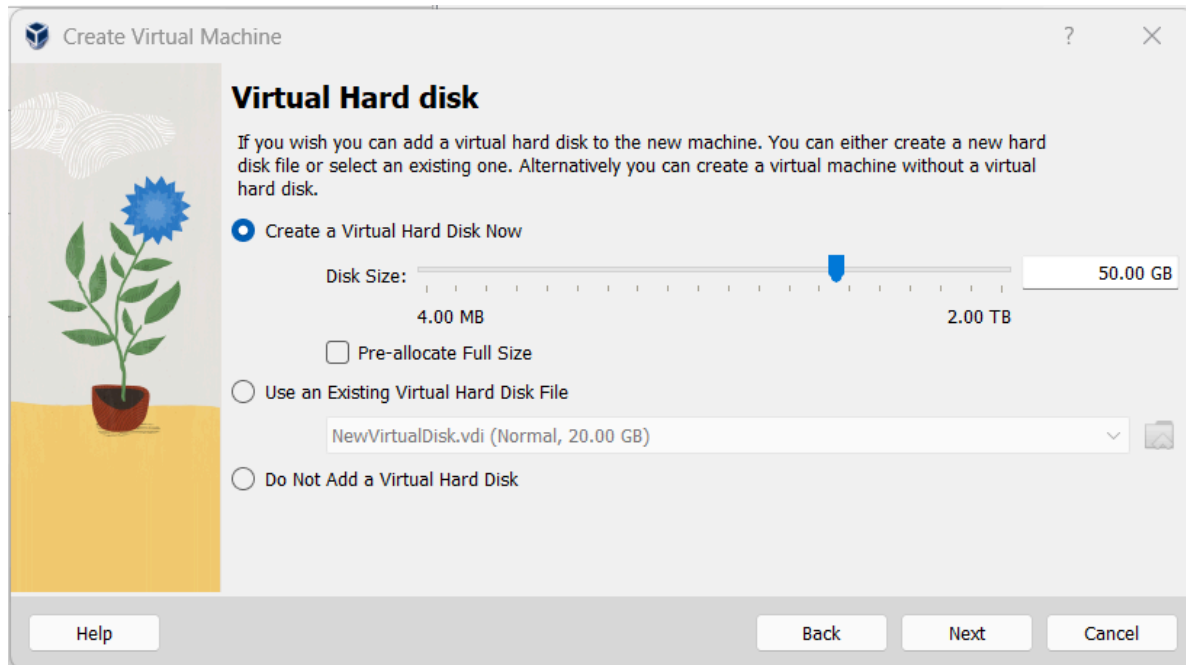 Create Virtual Machine
?
Virtual Hard disk
If you wish you can add a virtual hard disk to the new machine. You can either create a new hard
disk file or select an existing one. Alternatively you can create a virtual machine without a virtual
hard disk.
Create a Virtual Hard Disk Now
Disk Size:
50.00 GB
4.00 MB
2.00 TB
Pre-allocate Full Size
Use an Existing Virtual Hard Disk File
NewVirtualDisk.vdi (Normal, 20.00 GB)
Do Not Add a Virtual Hard Disk
Help
Back
Next
Cancel